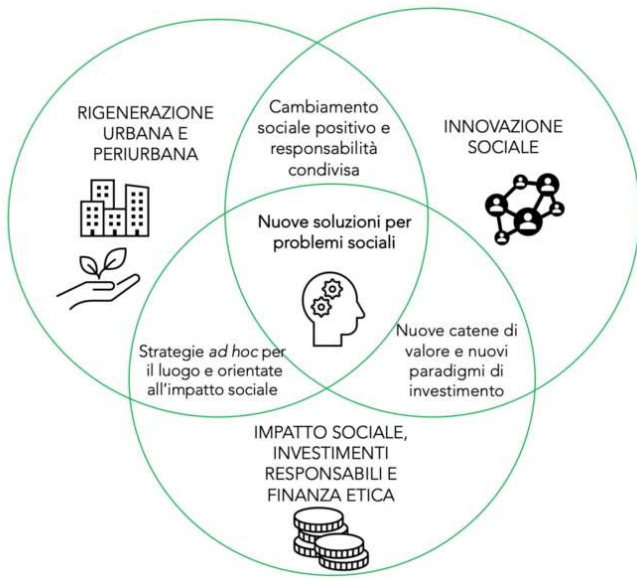 RIGENERAZIONE
URBANA E
PERIURBANA
Cambiamento
sociale positivo e
responsabilità
condivisa
INNOVAZIONE
SOCIALE
Nuove soluzioni per
problemi sociali
Strategie ad hoc per
il luogo e orientate
all'impatto sociale
Nuove catene di
valore e nuovi
paradigmi di
investimento
IMPATTO SOCIALE,
INVESTIMENTI
RESPONSABILI E
FINANZA ETICA